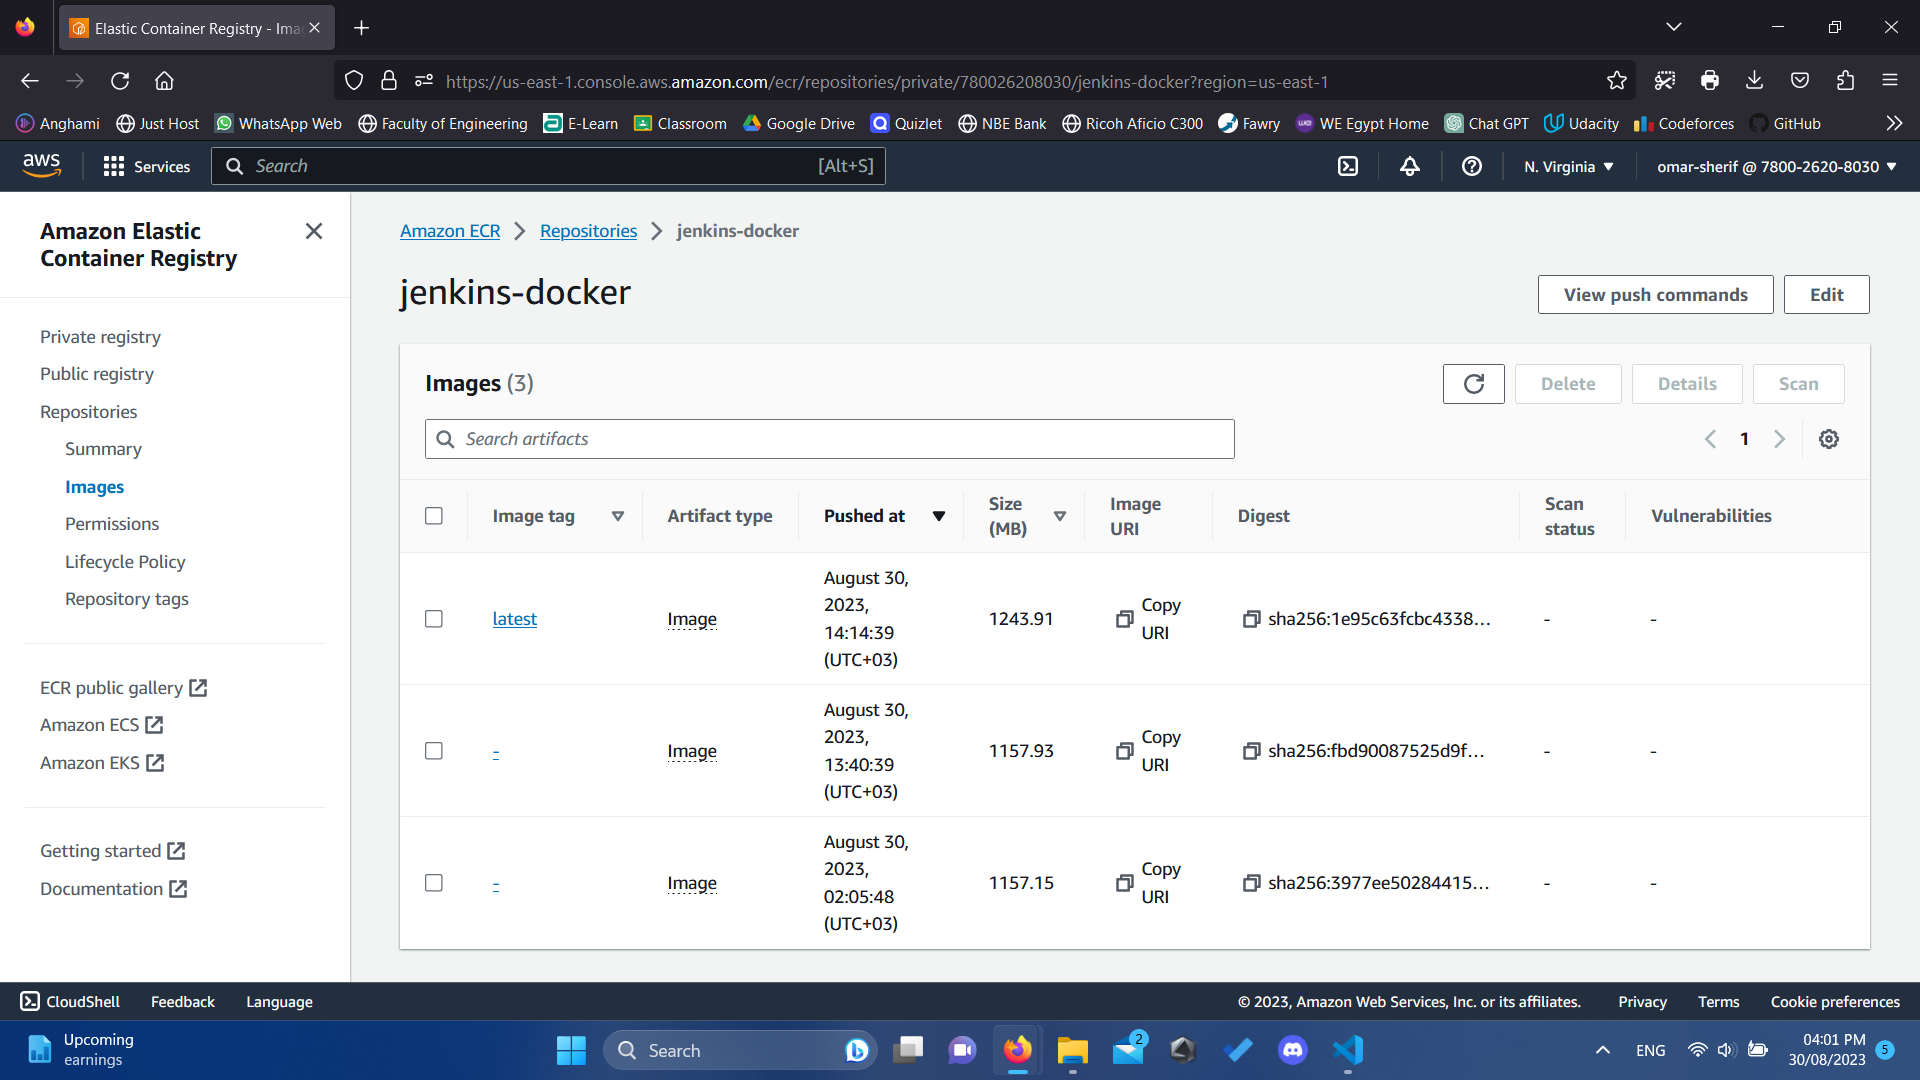 Elastic Container Registry - Ima
https://us-east-1.console.aws.amazon.com/ecr/repositories/private/780026208030/jenkins-docker?region=us-east-1
Anghami Just Host WhatsApp Web Faculty of Engineering E-Learn Classroom Google Drive Quizlet NBE Bank Ricoh Aficio C300 Fawry WE Egypt Home Chat GPT Udacity Codeforces GitHub
aws Services Search [Alt+S] N. Virginia omar-sherif @ 7800-2620-8030
Amazon Elastic
Container Registry
Private registry
Public registry
Repositories
Summary
Images
Permissions
Lifecycle Policy
Repository tags
ECR public gallery
Amazon ECS
Amazon EKS
Getting started
Documentation
Amazon ECR Repositories jenkins-docker
jenkins-docker
View push commands Edit
Images (3)
Delete Details Scan
Search artifacts
1
Image tag Artifact type Pushed at Size (MB) Image URI Digest Scan status Vulnerabilities
latest Image August 30, 2023, 14:14:39 (UTC+03) 1243.91 Copy URI sha256:1e95c63fcbc4338... - -
- Image August 30, 2023, 13:40:39 (UTC+03) 1157.93 Copy URI sha256:fbd90087525d9f... - -
- Image August 30, 2023, 02:05:48 (UTC+03) 1157.15 Copy URI sha256:3977ee50284415... - -
CloudShell Feedback Language © 2023, Amazon Web Services, Inc. or its affiliates. Privacy Terms Cookie preferences
Upcoming
earnings
Search
2
ENG
04:01 PM
30/08/2023
5